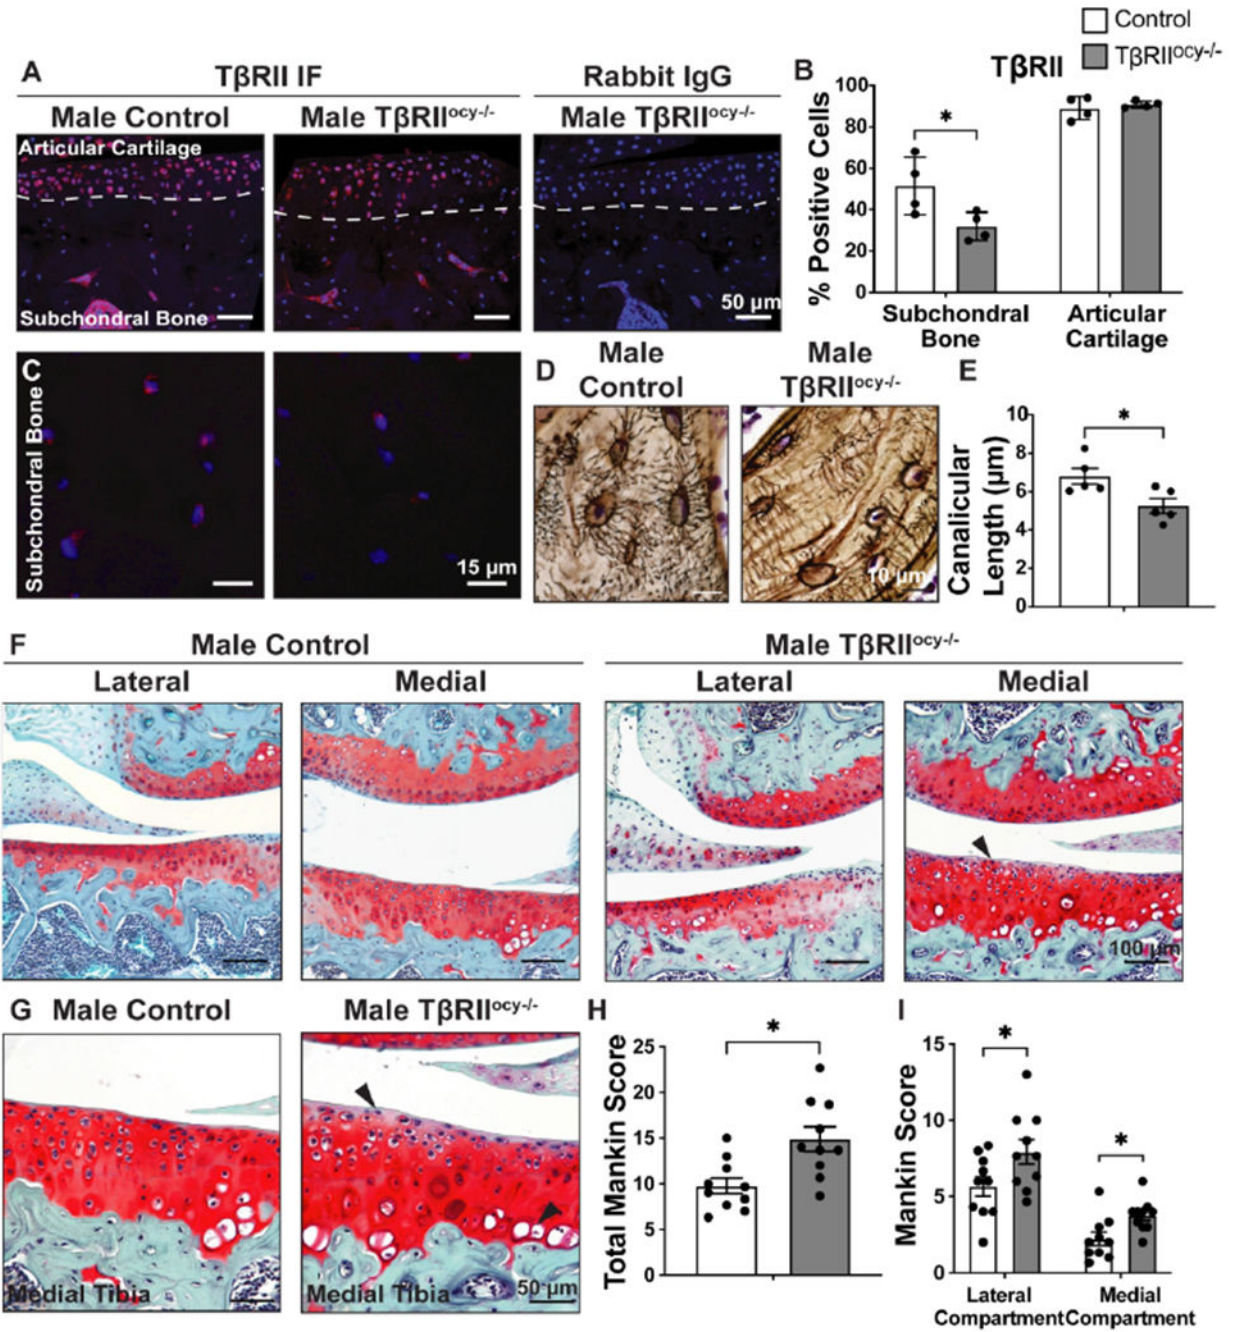 Control
TβRIIocy-/-
A
TβRII IF
Rabbit IgG
Male Control
Male TβRIIocy-/-
Male TβRIIocy-/-
Articular Cartilage
Subchondral Bone
50 µm
B
TβRII
% Positive Cells
100
80
60
40
20
0
*
Subchondral
Bone
Articular
Cartilage
C
Subchondral Bone
15 µm
D
Male
Control
Male
TβRIIocy-/-
10 µm
E
Canalicular
Length (µm)
10
8
6
4
2
0
*
F
Male Control
Male TβRIIocy-/-
Lateral
Medial
Lateral
Medial
100 µm
G
Male Control
Male TβRIIocy-/-
Medial Tibia
Medial Tibia
50 µm
H
Total Mankin Score
25
20
15
10
5
0
*
I
Mankin Score
15
10
5
0
*
*
Lateral
Compartment
Medial
Compartment